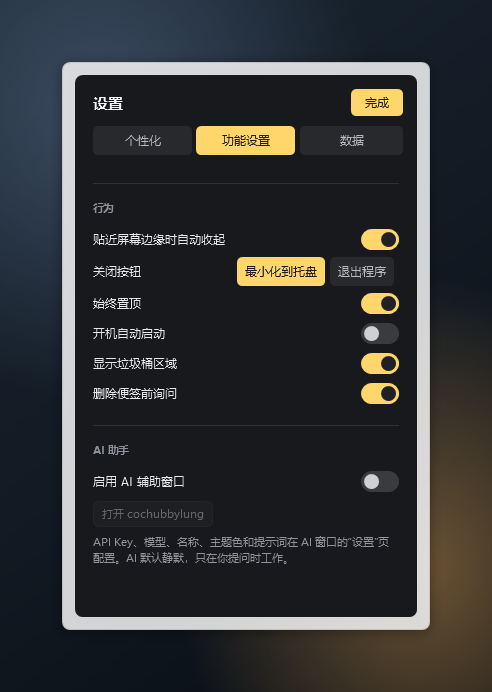 设置
完成
个性化
功能设置
数据
行为
贴近屏幕边缘时自动收起
关闭按钮
最小化到托盘
退出程序
始终置顶
开机自动启动
显示垃圾桶区域
删除便签前询问
AI 助手
启用 AI 辅助窗口
打开 cochubbylung
API Key、模型、名称、主题色和提示词在 AI 窗口的“设置”页
配置。AI 默认静默，只在你提问时工作。